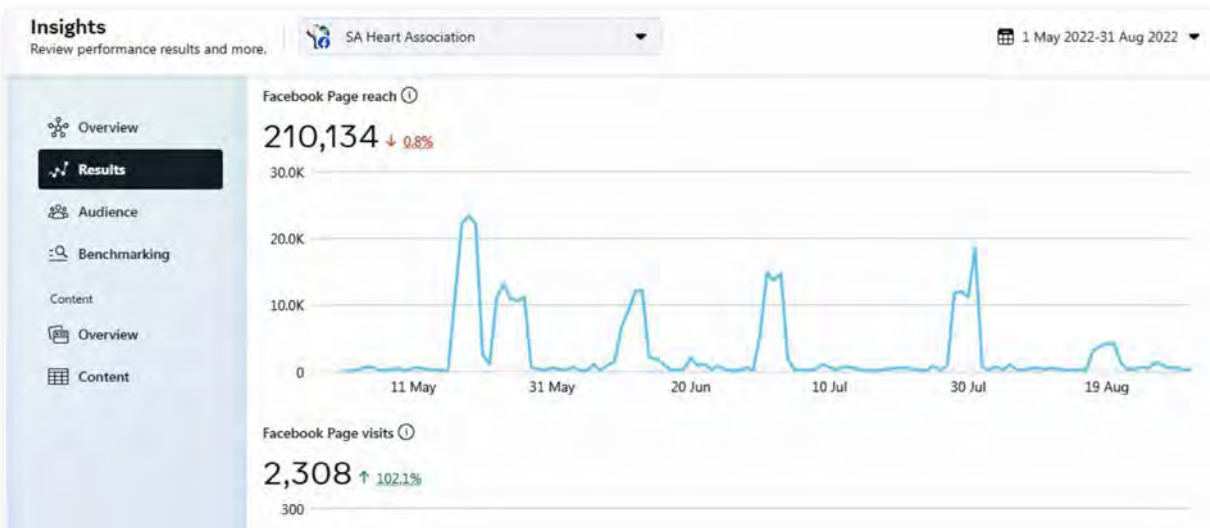 Insights
Review performance results and more.
SA Heart Association
1 May 2022-31 Aug 2022
Overview
Results
Audience
Benchmarking
Content
Overview
Content
Facebook Page reach
210,134 ↓ 0.8%
30.0K
20.0K
10.0K
0
11 May 31 May 20 Jun 10 Jul 30 Jul 19 Aug
Facebook Page visits
2,308 ↑ 102.1%
300